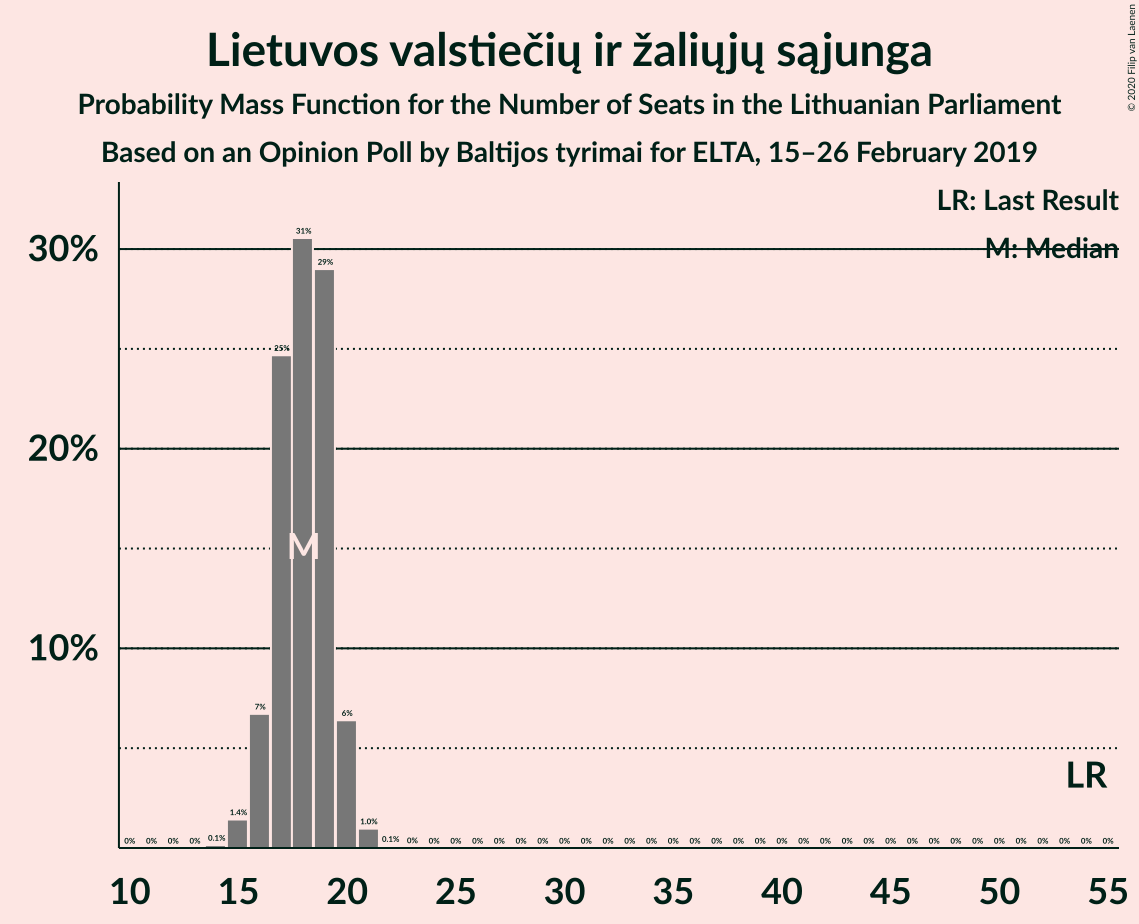 Lietuvos valstiečių ir žaliųjų sąjunga
Probability Mass Function for the Number of Seats in the Lithuanian Parliament
Based on an Opinion Poll by Baltijos tyrimai for ELTA, 15–26 February 2019
© 2020 Filip van Laenen
LR: Last Result
M: Median
30%
20%
10%
31%
29%
25%
M
7%
6%
LR
1.4%
1.0%
0% 0% 0% 0% 0.1% 0.1% 0% 0% 0% 0% 0% 0% 0% 0% 0% 0% 0% 0% 0% 0% 0% 0% 0% 0% 0% 0% 0% 0% 0% 0% 0% 0% 0% 0% 0% 0% 0% 0% 0%
10 15 20 25 30 35 40 45 50 55